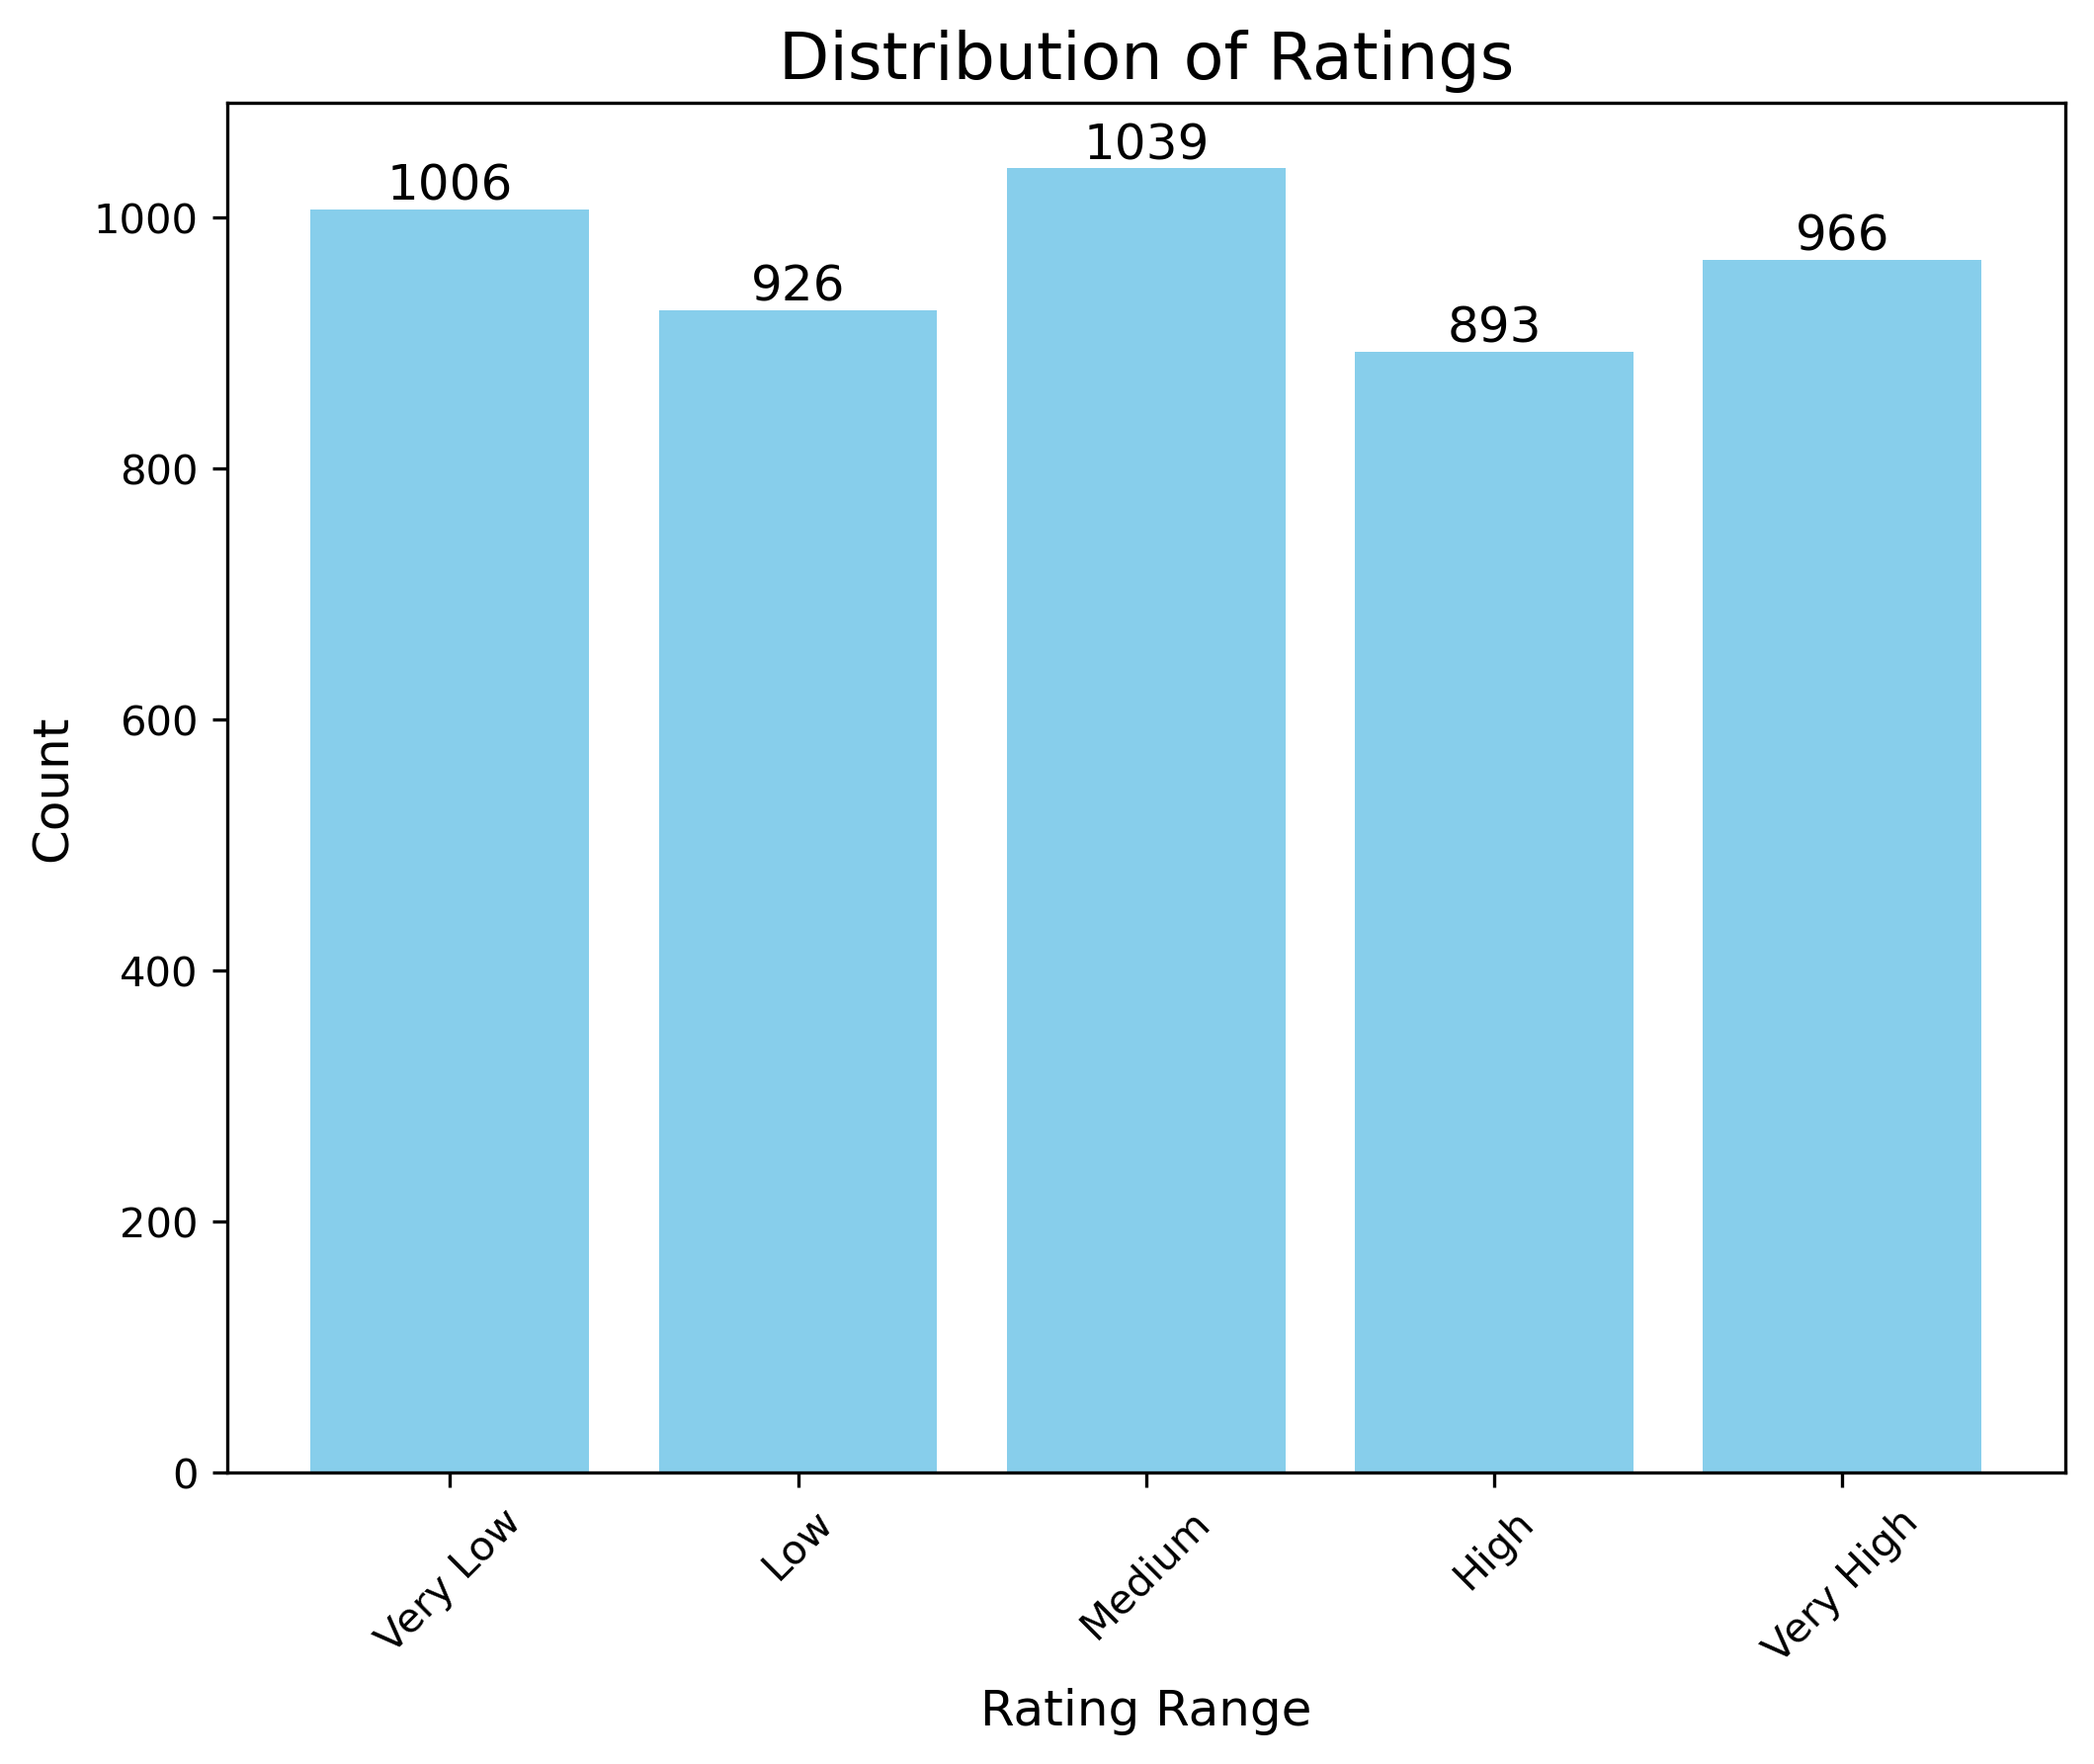 Distribution of Ratings
1039
1006
966
926
893
1000
800
600
400
200
0
Count
Very Low
Low
Medium
High
Very High
Rating Range